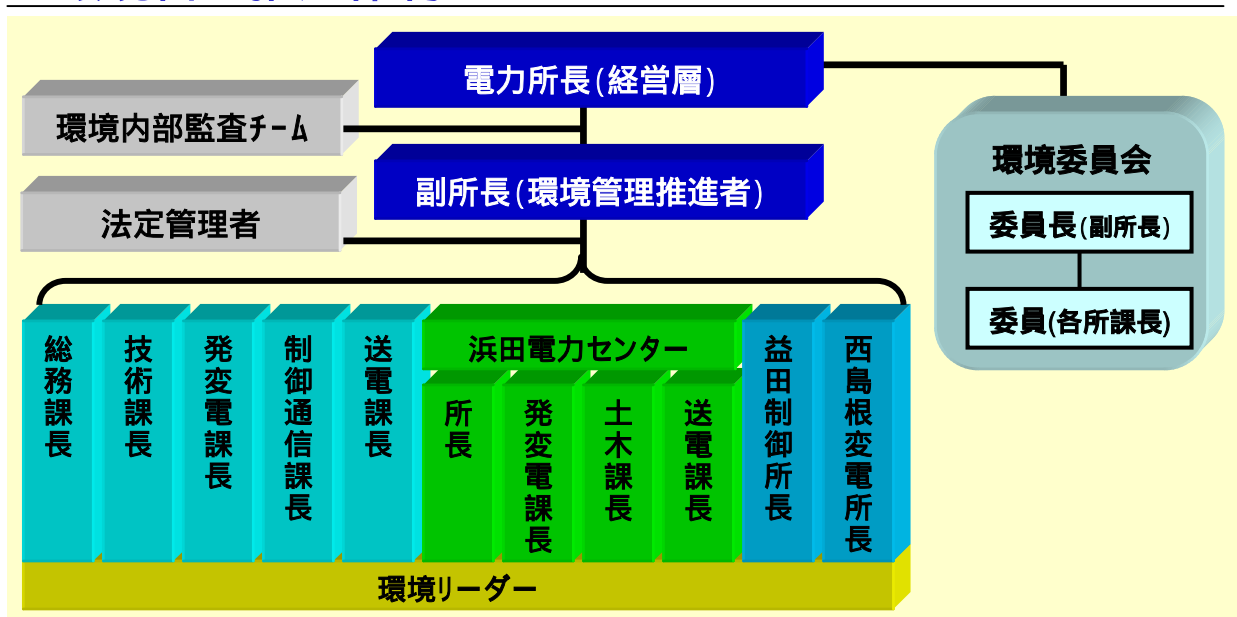 電力所長(経営層)
環境内部監査チーム
副所長(環境管理推進者)
法定管理者
環境委員会
委員長(副所長)
委員(各所課長)
総務課長
技術課長
発変電課長
制御通信課長
送電課長
浜田電力センター
所長
発変電課長
土木課長
送電課長
益田制御所長
西島根変電所長
環境リーダー